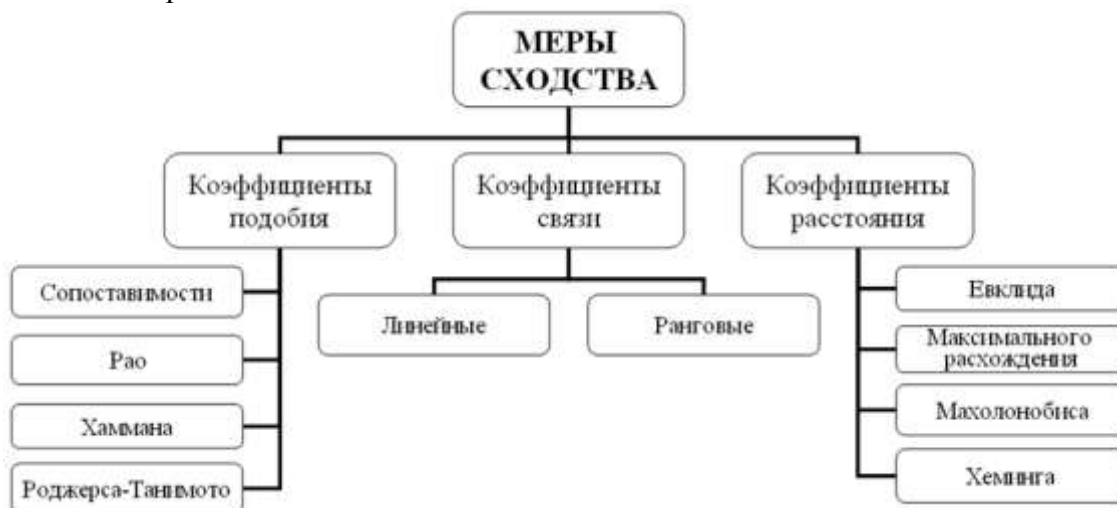 МЕРЫ
СХОДСТВА
Коэффициенты
подобия
Коэффициенты
связи
Коэффициенты
расстояния
Сопоставимости
Рао
Хаммана
Роджерса-Танимото
Линейные
Ранговые
Евклида
Максимального
расхождения
Махолонобиса
Хеминга